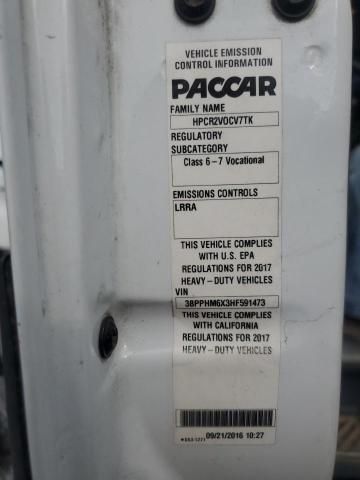 VEHICLE EMISSION
CONTROL INFORMATION
PACCAR
FAMILY NAME
HPCR2VOCV7TK
REGULATORY
SUBCATEGORY
Class 6-7 Vocational
EMISSIONS CONTROLS
LRRA
THIS VEHICLE COMPLIES
WITH U.S. EPA
REGULATIONS FOR 2017
HEAVY-DUTY VEHICLES
VIN
3BPPHM6X3HF591473
THIS VEHICLE COMPLIES
WITH CALIFORNIA
REGULATIONS FOR 2017
HEAVY-DUTY VEHICLES
09/21/2016 10:27